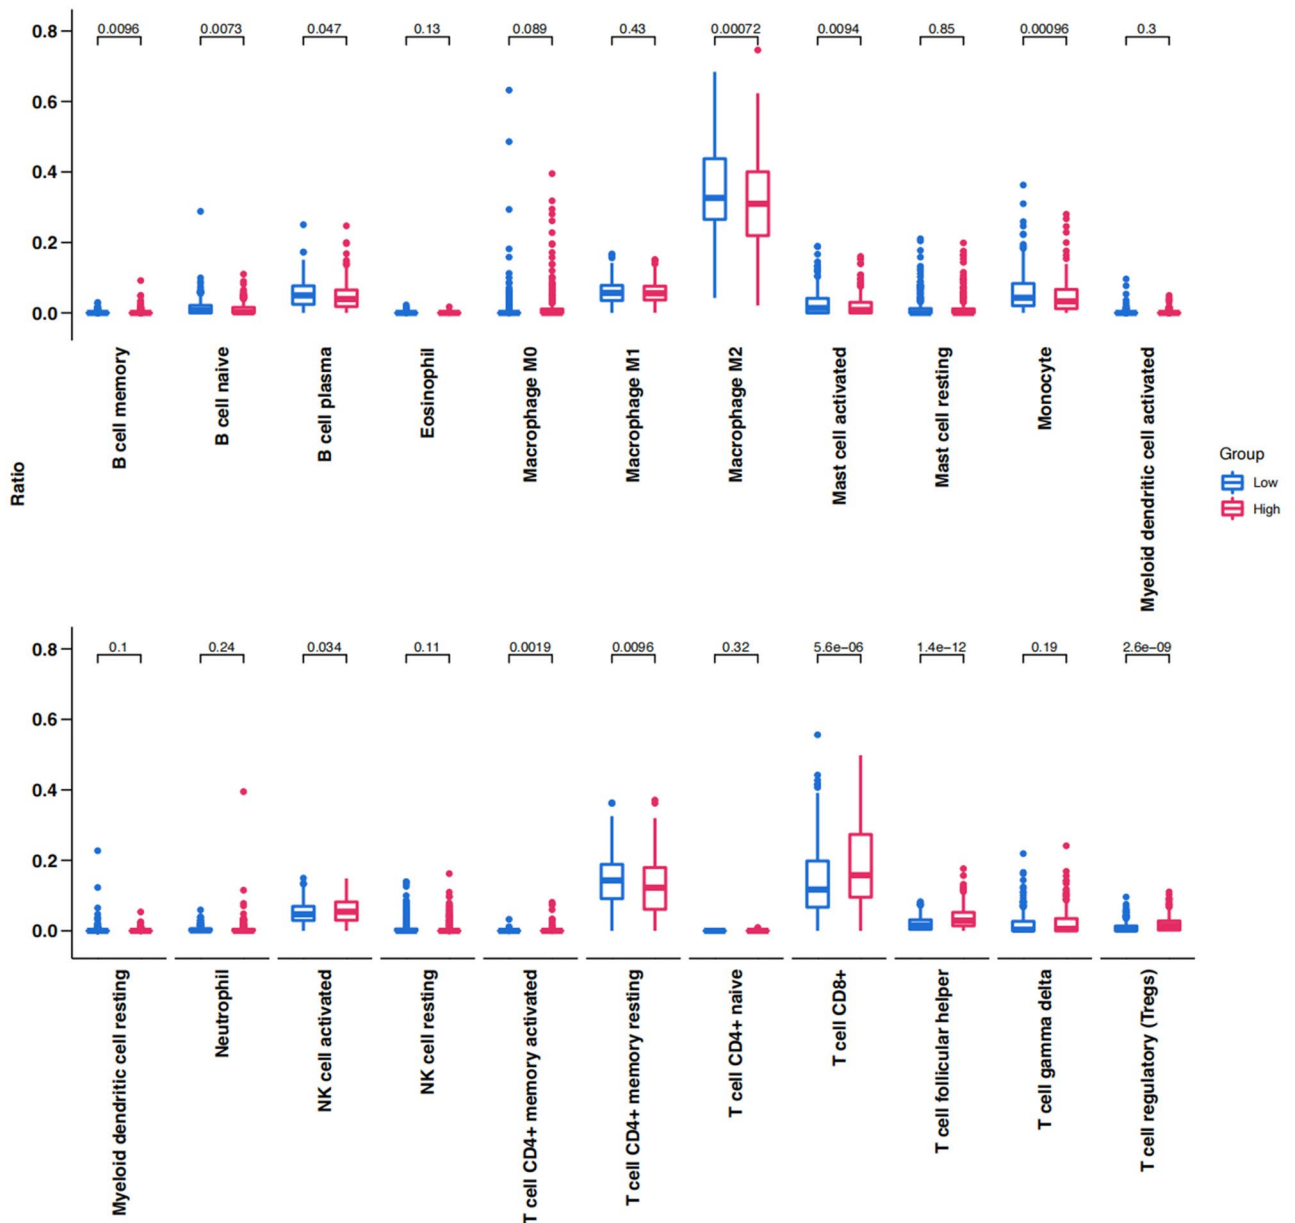 0.0096 0.0073 0.047 0.13 0.089 0.43 0.00072 0.0094 0.85 0.00096 0.3
0.8
0.6
0.4
0.2
0.0
B cell memory
B cell naive
B cell plasma
Eosinophil
Macrophage M0
Macrophage M1
Macrophage M2
Mast cell activated
Mast cell resting
Monocyte
Myeloid dendritic cell activated
Ratio
Group
Low
High
0.1 0.24 0.034 0.11 0.0019 0.0096 0.32 5.6e−06 1.4e−12 0.19 2.6e−09
0.8
0.6
0.4
0.2
0.0
Myeloid dendritic cell resting
Neutrophil
NK cell activated
NK cell resting
T cell CD4+ memory activated
T cell CD4+ memory resting
T cell CD4+ naive
T cell CD8+
T cell follicular helper
T cell gamma delta
T cell regulatory (Tregs)